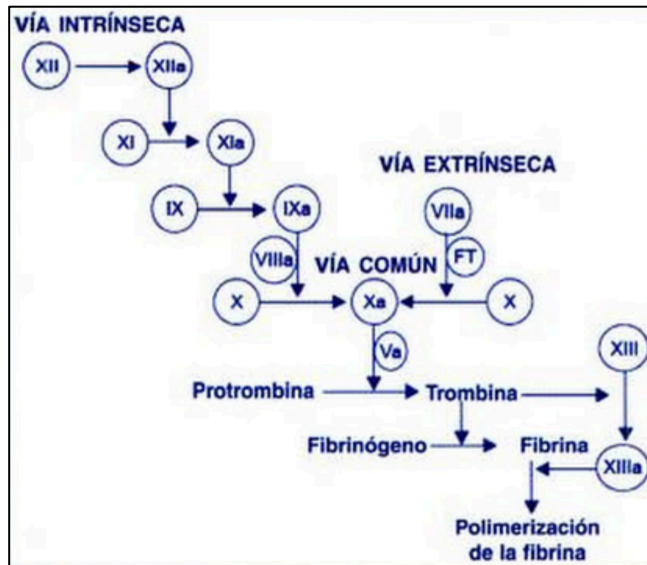 VÍA INTRÍNSECA
XII XIIa
XI XIa
VÍA EXTRÍNSECA
IX IXa VIIa
VIIIa VÍA COMÚN FT
X Xa X
Va XIII
Protrombina Trombina
Fibrinógeno Fibrina XIIIa
Polimerización
de la fibrina